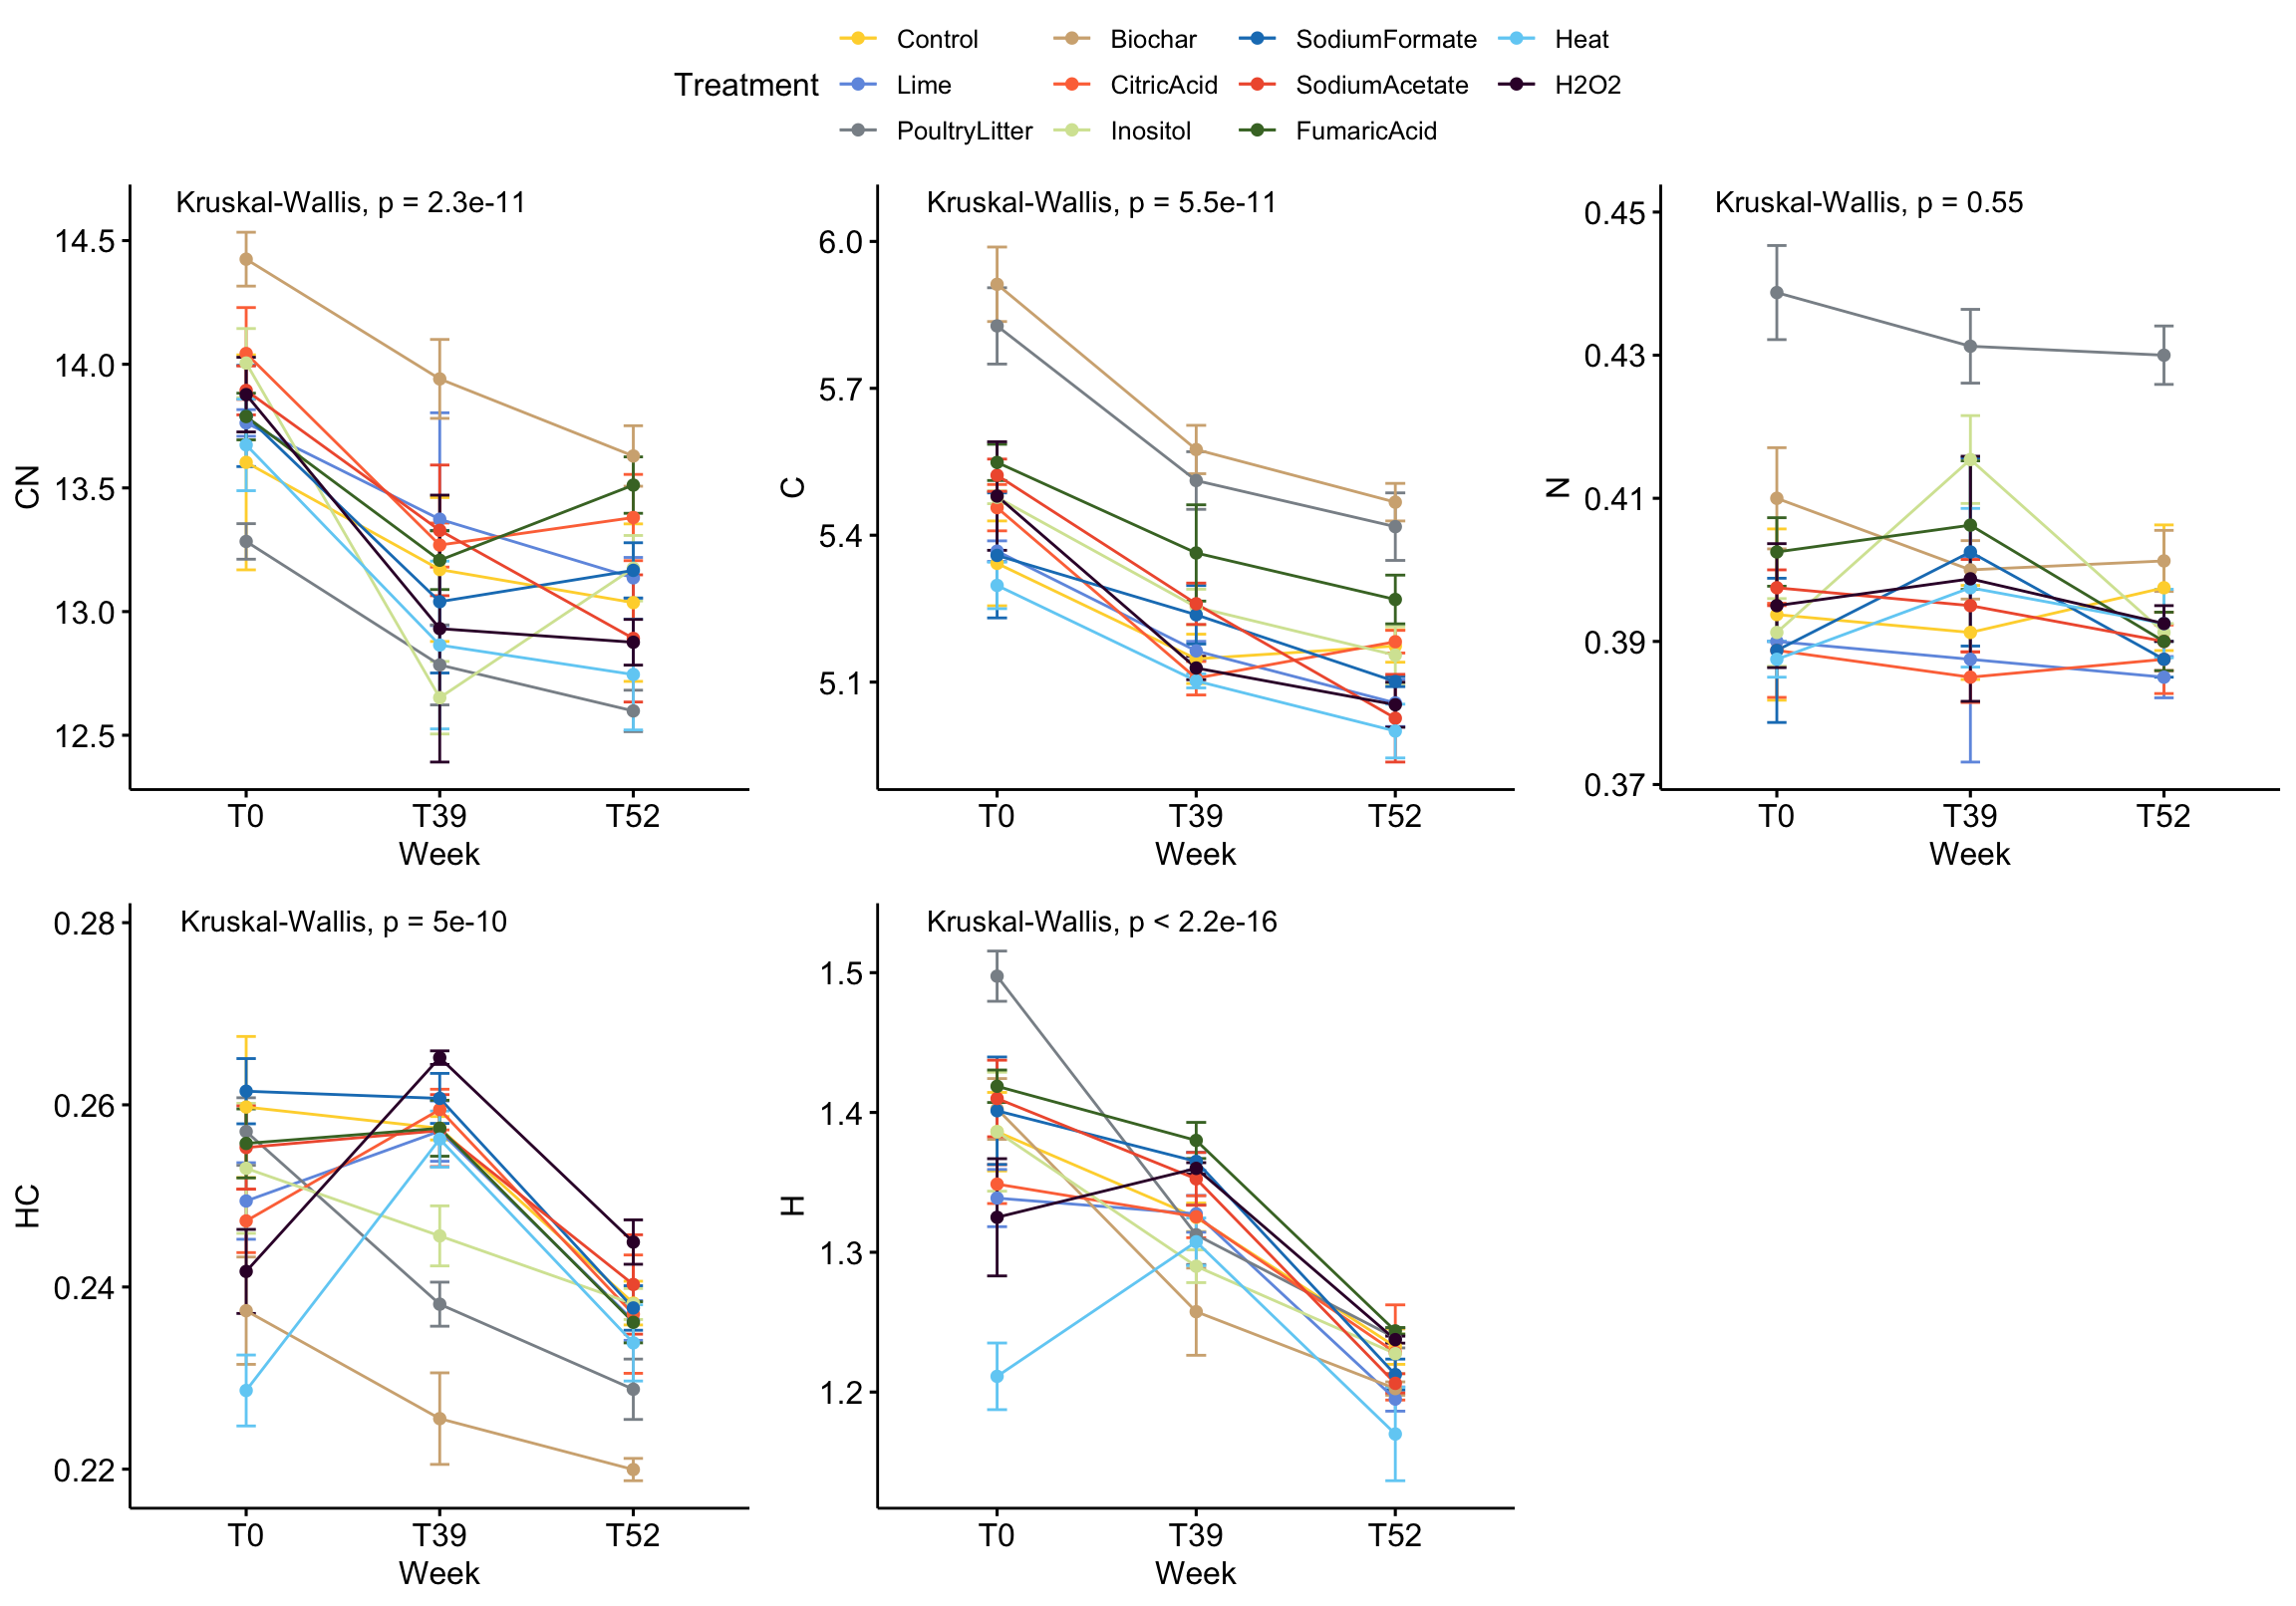 Treatment
Control
Biochar
SodiumFormate
Heat
Lime
CitricAcid
SodiumAcetate
H2O2
PoultryLitter
Inositol
FumaricAcid
Kruskal-Wallis, p = 2.3e-11
CN
14.5
14.0
13.5
13.0
12.5
T0 T39 T52
Week
Kruskal-Wallis, p = 5.5e-11
C
6.0
5.7
5.4
5.1
T0 T39 T52
Week
Kruskal-Wallis, p = 0.55
N
0.45
0.43
0.41
0.39
0.37
T0 T39 T52
Week
Kruskal-Wallis, p = 5e-10
HC
0.28
0.26
0.24
0.22
T0 T39 T52
Week
Kruskal-Wallis, p < 2.2e-16
H
1.5
1.4
1.3
1.2
T0 T39 T52
Week